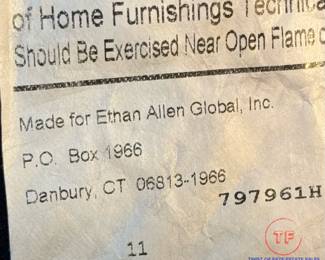 of Home Furnishings Technica
Should Be Exercised Near Open Flame o
Made for Ethan Allen Global, Inc.
P.O. Box 1966
Danbury, CT 06813-1966
797961H
11
TF